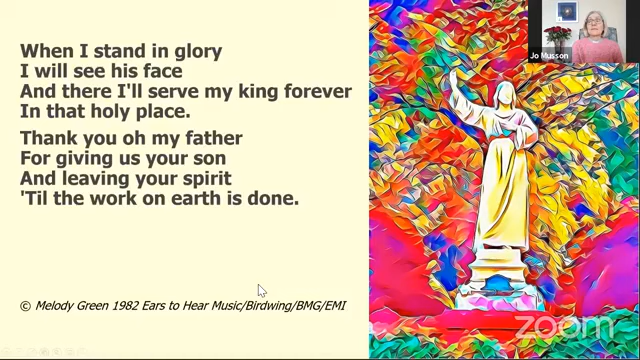 When I stand in glory
I will see his face
And there I'll serve my king forever
In that holy place.
Thank you oh my father
For giving us your son
And leaving your spirit
'Til the work on earth is done.
© Melody Green 1982 Ears to Hear Music/Birdwing/BMG/EMI
Jo Musson
zoom